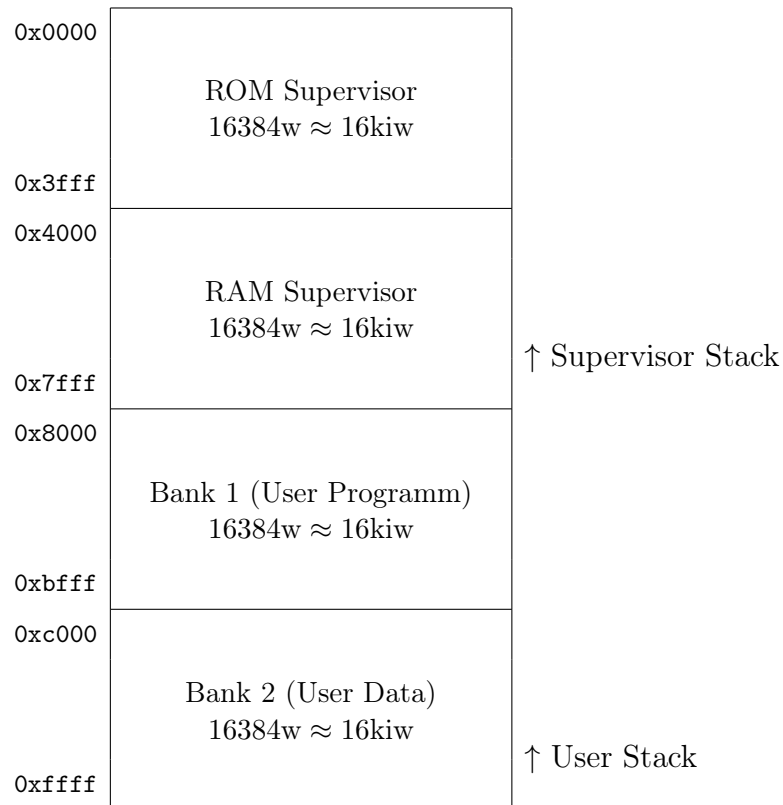 0x0000
ROM Supervisor
16384w ≈ 16kiw
0x3fff
0x4000
RAM Supervisor
16384w ≈ 16kiw
↑ Supervisor Stack
0x7fff
0x8000
Bank 1 (User Programm)
16384w ≈ 16kiw
0xbfff
0xc000
Bank 2 (User Data)
16384w ≈ 16kiw
↑ User Stack
0xffff